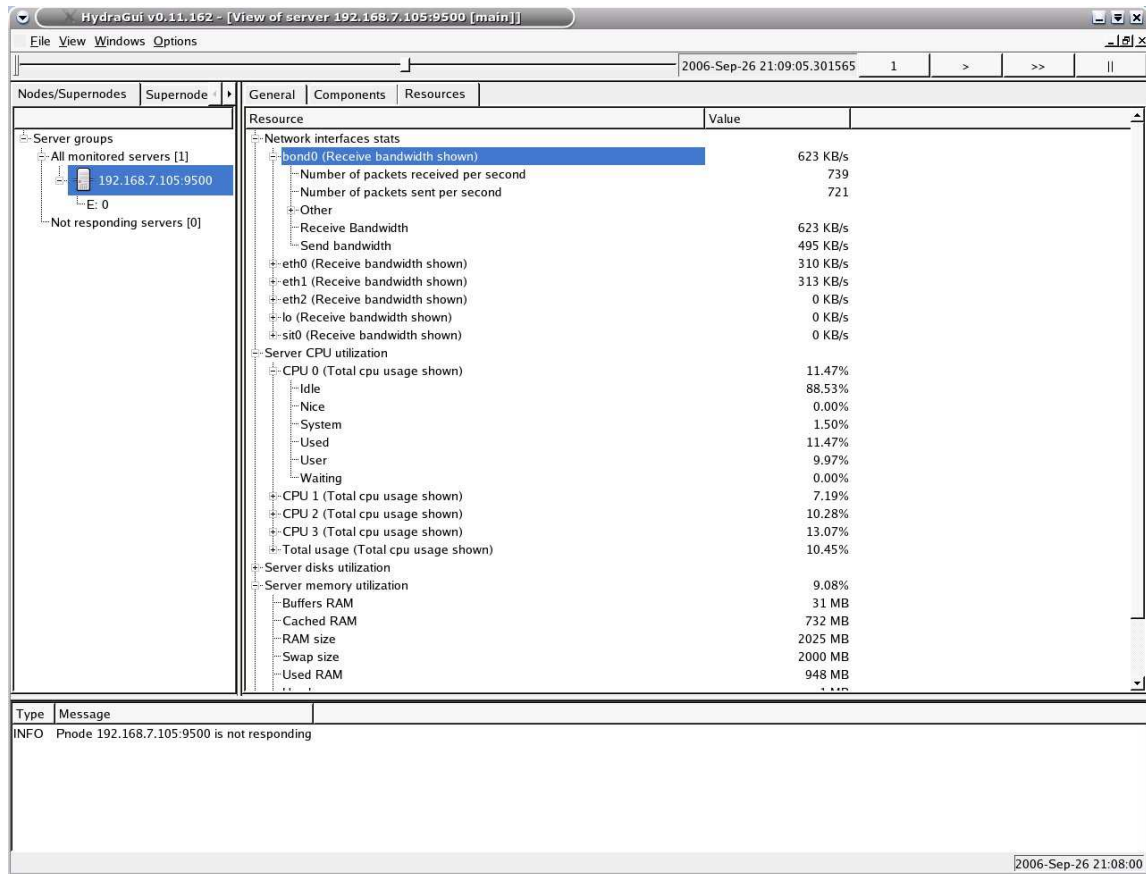 HydraGui v0.11.162 - [View of server 192.168.7.105:9500 [main]]
File View Windows Options
2006-Sep-26 21:09:05.301565 1 > >> ||
Nodes/Supernodes Supernode
General Components Resources
Resource Value
Server groups
All monitored servers [1]
192.168.7.105:9500
E: 0
Not responding servers [0]
Network interfaces stats
bond0 (Receive bandwidth shown) 623 KB/s
Number of packets received per second 739
Number of packets sent per second 721
Other
Receive Bandwidth 623 KB/s
Send bandwidth 495 KB/s
eth0 (Receive bandwidth shown) 310 KB/s
eth1 (Receive bandwidth shown) 313 KB/s
eth2 (Receive bandwidth shown) 0 KB/s
lo (Receive bandwidth shown) 0 KB/s
sit0 (Receive bandwidth shown) 0 KB/s
Server CPU utilization
CPU 0 (Total cpu usage shown) 11.47%
Idle 88.53%
Nice 0.00%
System 1.50%
Used 11.47%
User 9.97%
Waiting 0.00%
CPU 1 (Total cpu usage shown) 7.19%
CPU 2 (Total cpu usage shown) 10.28%
CPU 3 (Total cpu usage shown) 13.07%
Total usage (Total cpu usage shown) 10.45%
Server disks utilization
Server memory utilization 9.08%
Buffers RAM 31 MB
Cached RAM 732 MB
RAM size 2025 MB
Swap size 2000 MB
Used RAM 948 MB
Type Message
INFO Pnode 192.168.7.105:9500 is not responding
2006-Sep-26 21:08:00